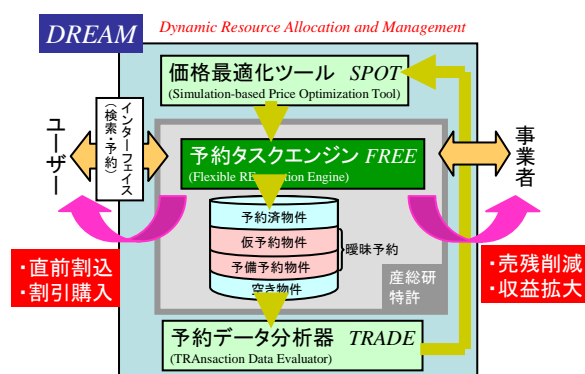 DREAM
Dynamic Resource Allocation and Management
価格最適化ツール SPOT
(Simulation-based Price Optimization Tool)
インターフェイス
(検索・予約)
ユーザー
事業者
予約タスクエンジン FREE
(Flexible RE
ation Engine)
予約済物件
仮予約物件
曖昧予約
予備予約物件
空き物件
・直前割込
・割引購入
・売残削減
・収益拡大
産総研
特許
予約データ分析器 TRADE
(TRAnsaction Data Evaluator)